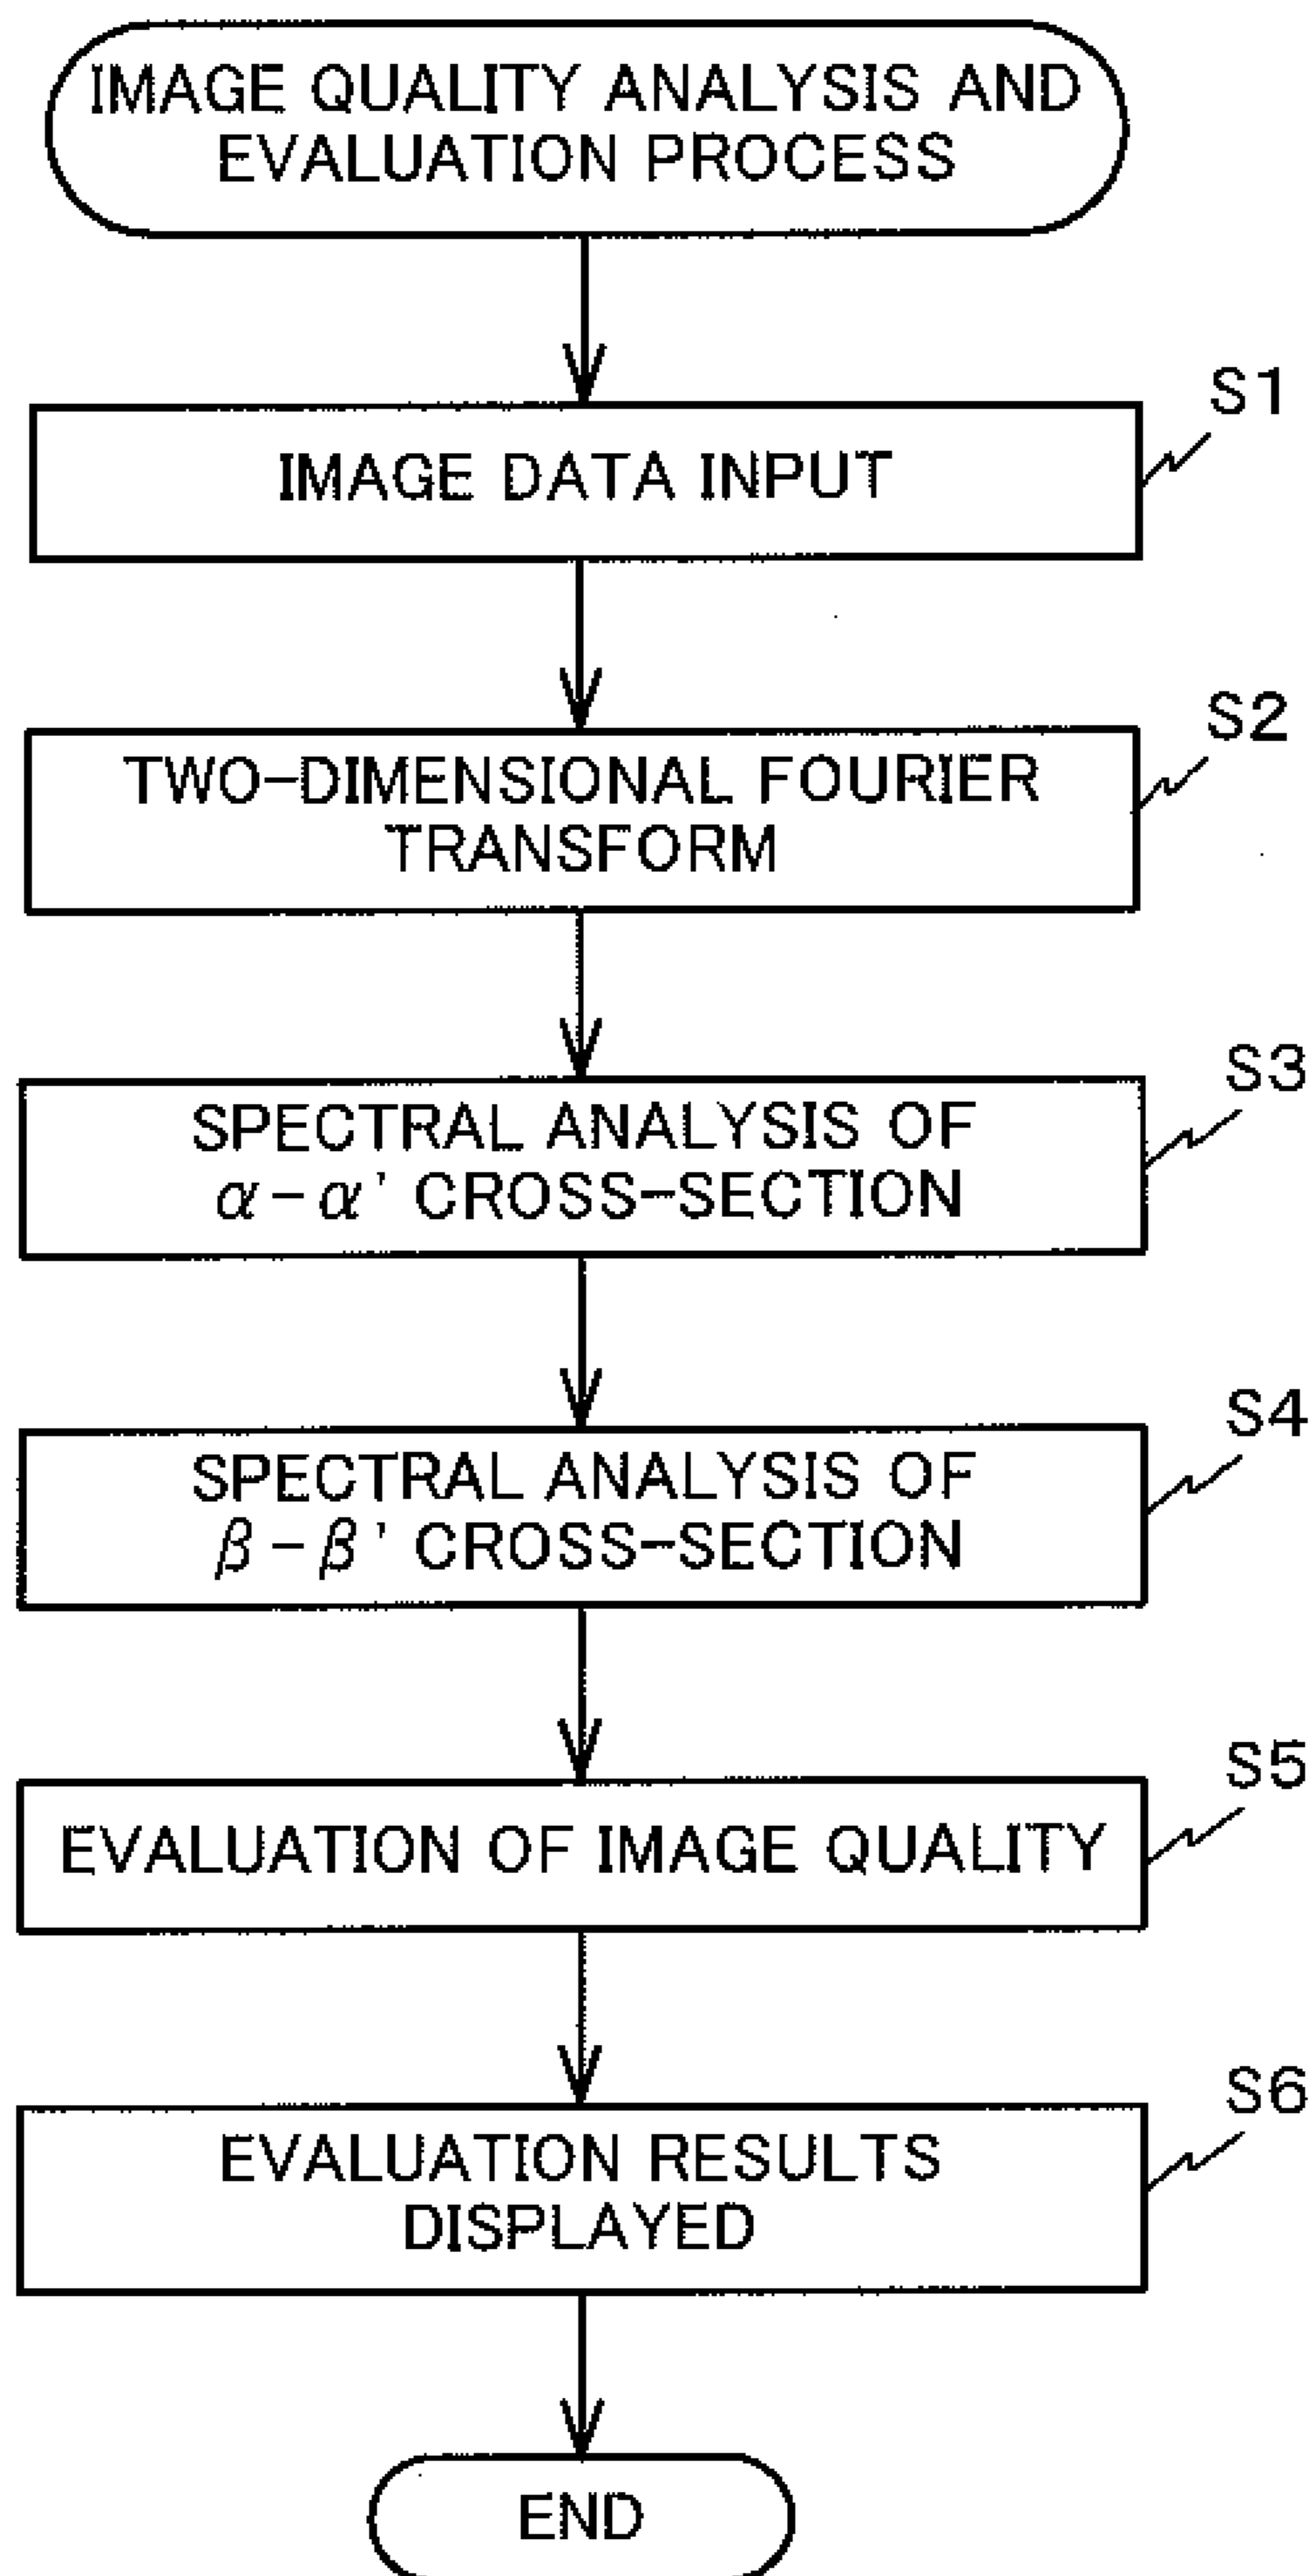 IMAGE QUALITY ANALYSIS AND
EVALUATION PROCESS
S1
IMAGE DATA INPUT
S2
TWO-DIMENSIONAL FOURIER
TRANSFORM
S3
SPECTRAL ANALYSIS OF
α-α' CROSS-SECTION
S4
SPECTRAL ANALYSIS OF
β-β' CROSS-SECTION
S5
EVALUATION OF IMAGE QUALITY
S6
EVALUATION RESULTS
DISPLAYED
END